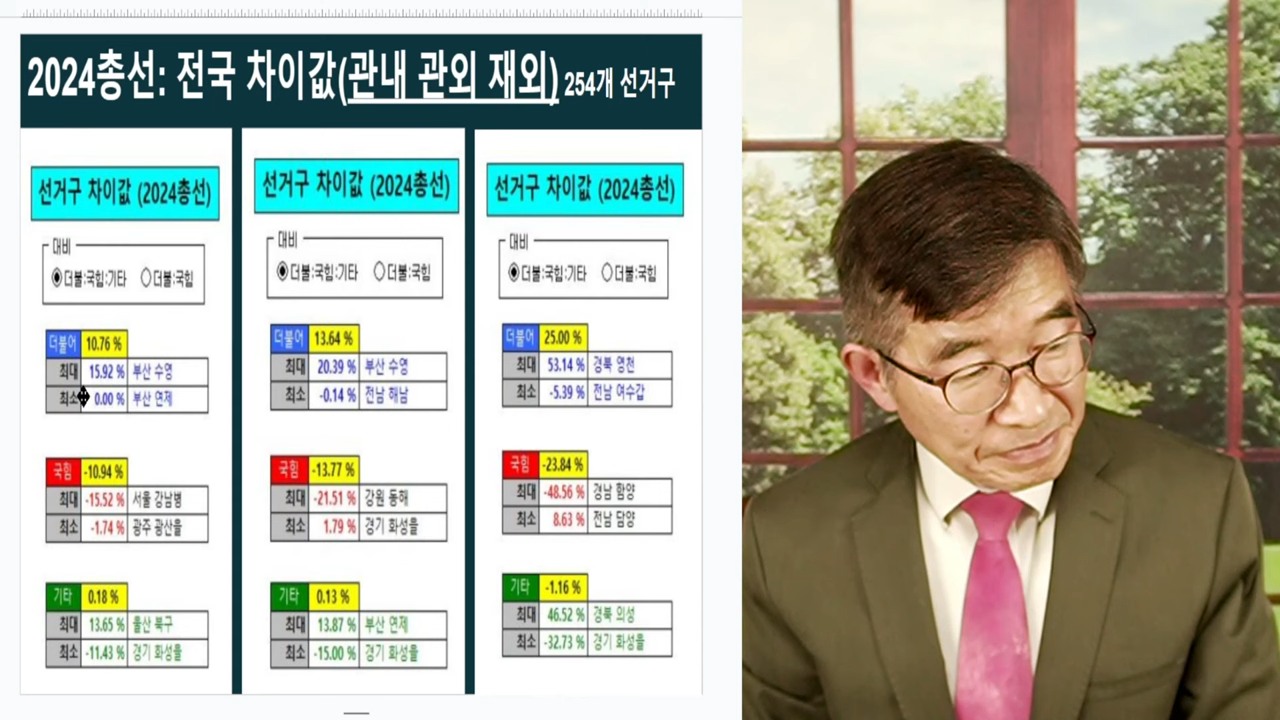 2024총선: 전국 차이값(관내 관외 재외) 254개 선거구
선거구 차이값 (2024총선)
대비
더불:국힘:기타 더불:국힘
더불어 10.76 %
최대 15.92 % 부산 수영
최소 0.00 % 부산 연제
국힘 -10.94 %
최대 -15.52 % 서울 강남병
최소 -1.74 % 광주 광산을
기타 0.18 %
최대 13.65 % 울산 북구
최소 -11.43 % 경기 화성을
선거구 차이값 (2024총선)
대비
더불:국힘:기타 더불:국힘
더불어 13.64 %
최대 20.39 % 부산 수영
최소 -0.14 % 전남 해남
국힘 -13.77 %
최대 -21.51 % 강원 동해
최소 1.79 % 경기 화성을
기타 0.13 %
최대 13.87 % 부산 연제
최소 -15.00 % 경기 화성을
선거구 차이값 (2024총선)
대비
더불:국힘:기타 더불:국힘
더불어 25.00 %
최대 53.14 % 경북 영천
최소 -5.39 % 전남 여수갑
국힘 -23.84 %
최대 -48.56 % 경남 함양
최소 8.63 % 전남 담양
기타 -1.16 %
최대 46.52 % 경북 의성
최소 -32.73 % 경기 화성을